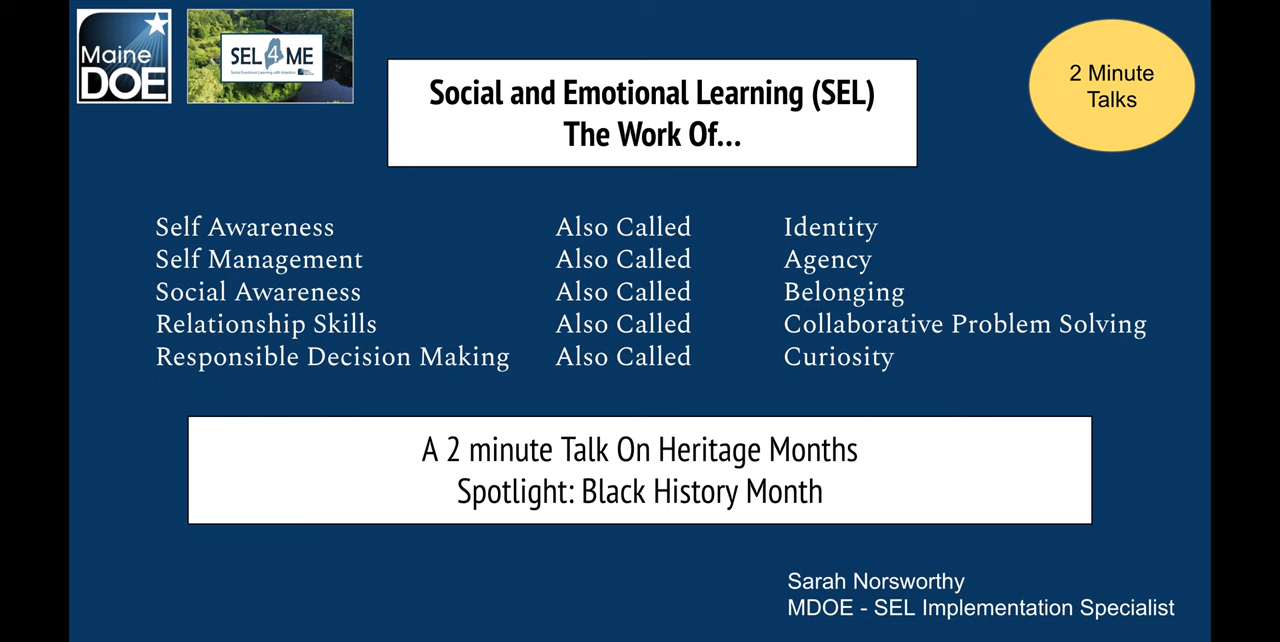 Maine
DOE
SEL 4 ME
Social and Emotional Learning (SEL)
The Work Of...
2 Minute
Talks
Self Awareness Also Called Identity
Self Management Also Called Agency
Social Awareness Also Called Belonging
Relationship Skills Also Called Collaborative Problem Solving
Responsible Decision Making Also Called Curiosity
A 2 minute Talk On Heritage Months
Spotlight: Black History Month
Sarah Norsworthy
MDOE - SEL Implementation Specialist